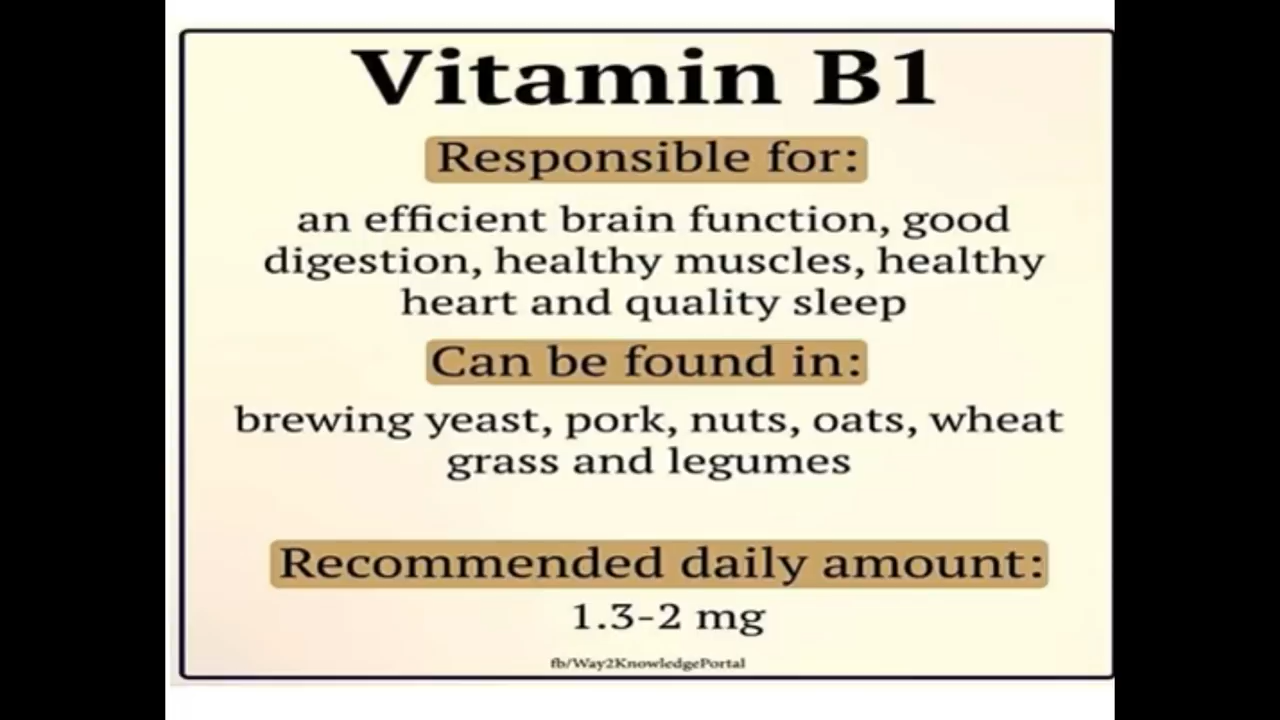 Vitamin B1
Responsible for:
an efficient brain function, good
digestion, healthy muscles, healthy
heart and quality sleep
Can be found in:
brewing yeast, pork, nuts, oats, wheat
grass and legumes
Recommended daily amount:
1.3-2 mg
fb/Way2KnowledgePortal